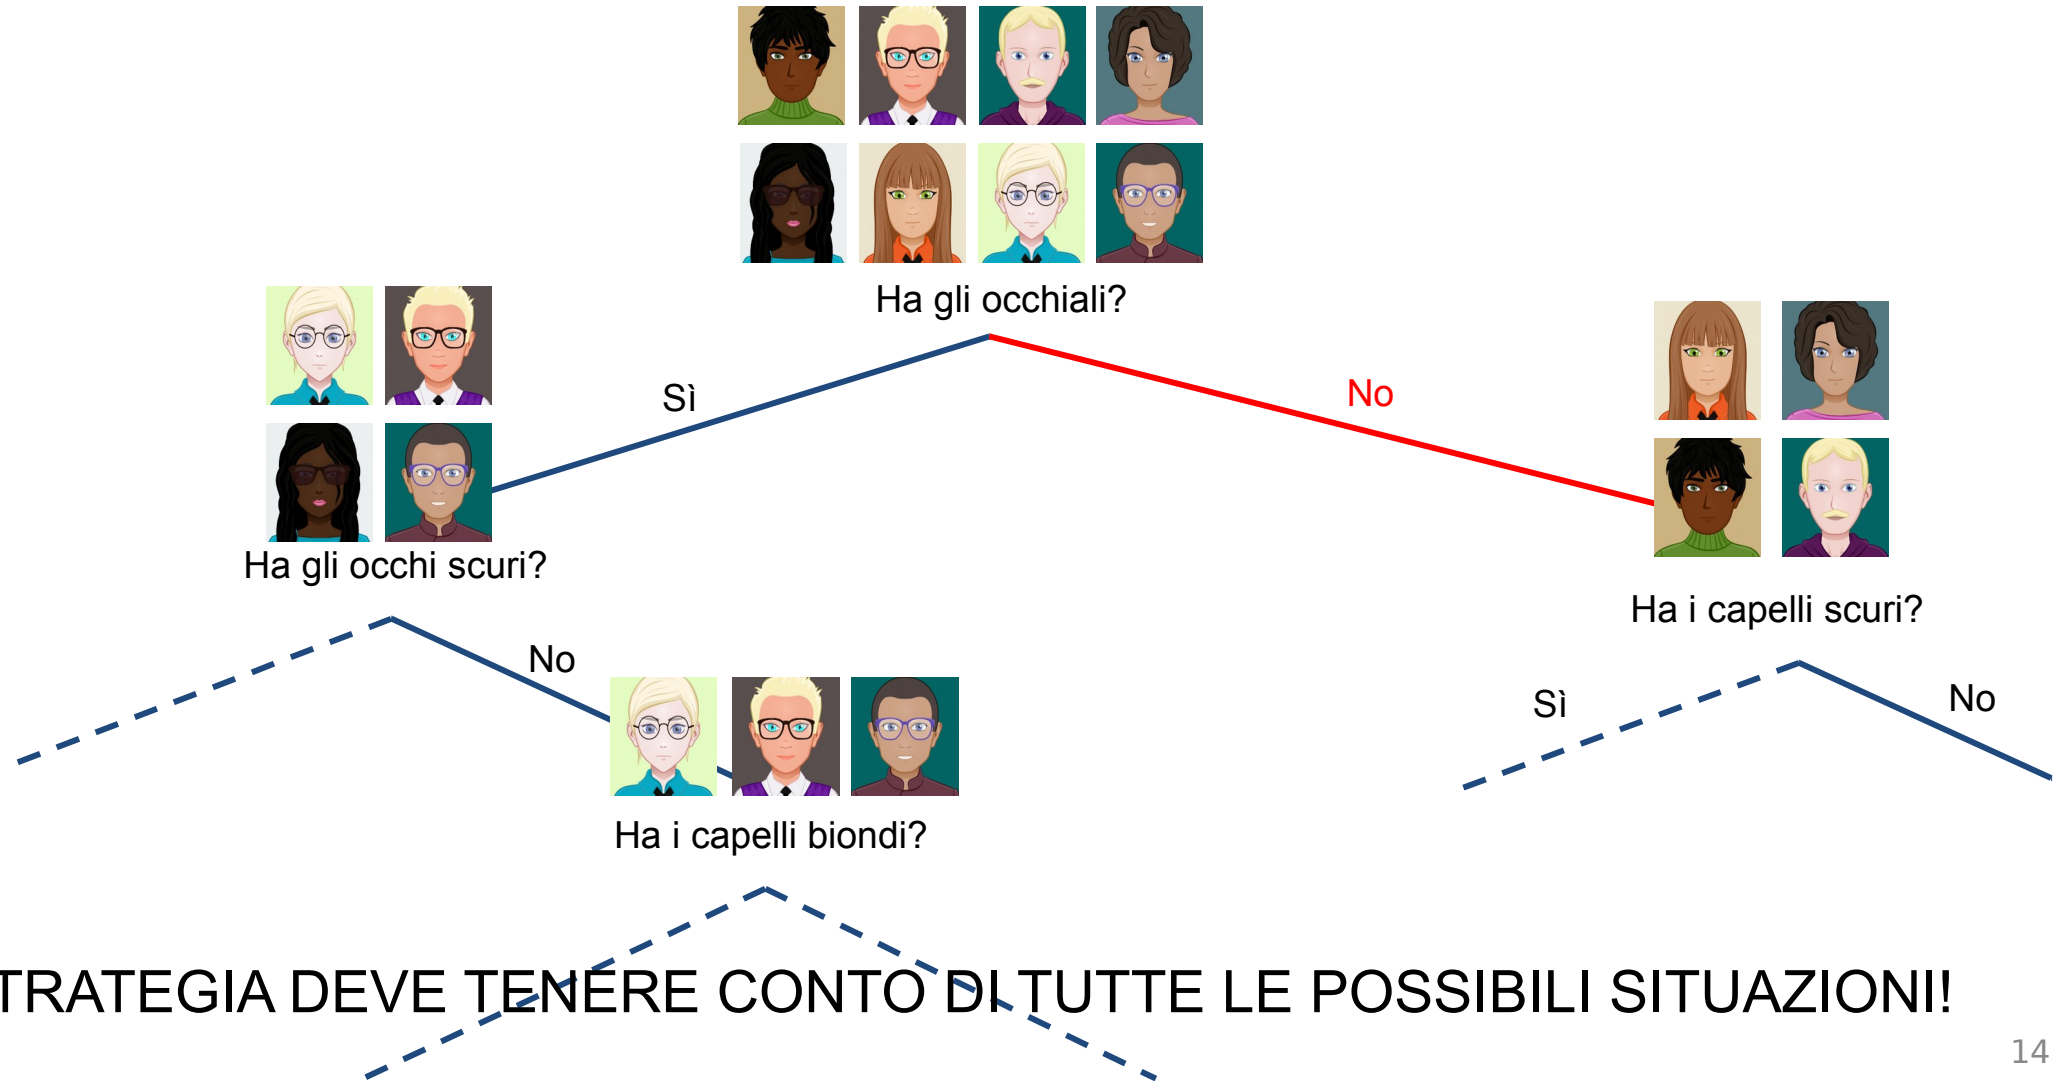 Ha gli occhiali?
Sì
No
Ha gli occhi scuri?
Ha i capelli scuri?
No
Sì
No
Ha i capelli biondi?
TRATEGIA DEVE TENERE CONTO DI TUTTE LE POSSIBILI SITUAZIONI!
14